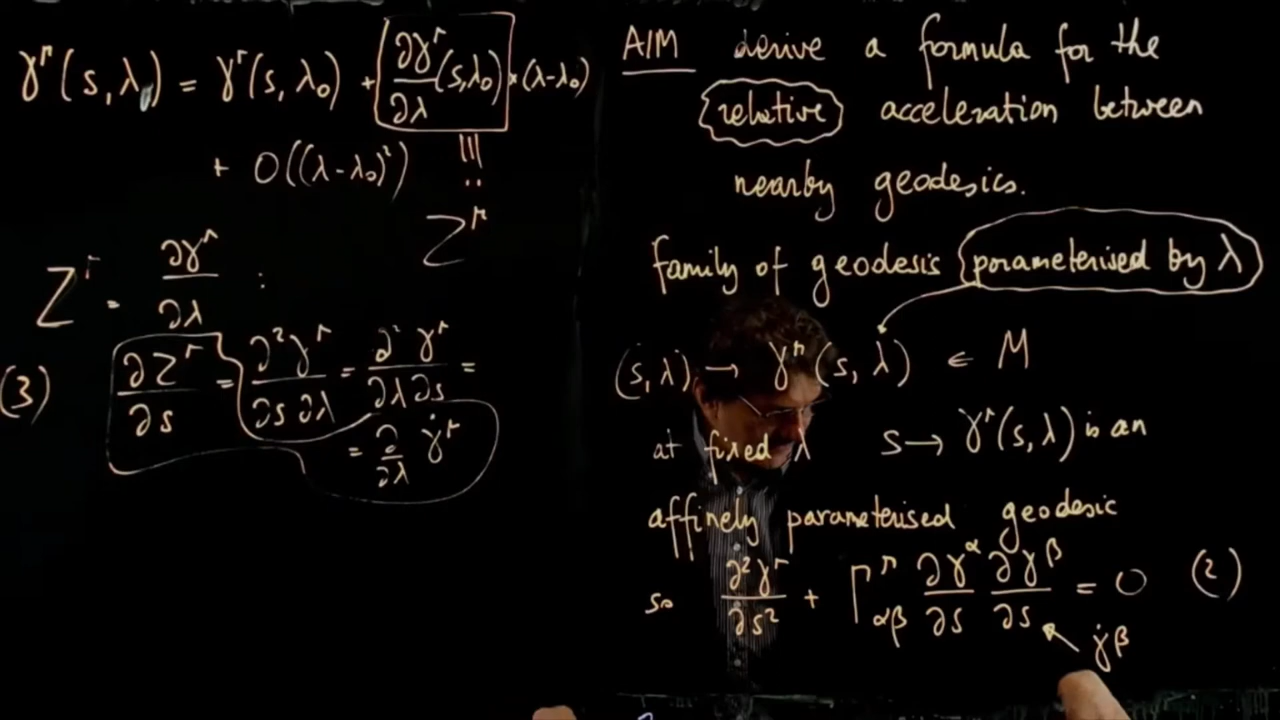 γ^μ(s,λ) = γ^μ(s,λ₀) + ∂γ^μ/∂λ (s,λ₀) • (λ-λ₀)
+ O((λ-λ₀)²)
Z^μ
Z^μ = ∂γ^μ/∂λ :
(3) ∂Z^μ/∂s = ∂²γ^μ/∂s∂λ = ∂²γ^μ/∂λ∂s =
= ∂/∂λ γ̇^μ
AIM derive a formula for the
relative acceleration between
nearby geodesics.
family of geodesis parameterised by λ
(s,λ) → γ^μ(s,λ) ∈ M
at fixed λ s → γ^μ(s,λ) is an
affinely parameterised geodesic
so ∂²γ^μ/∂s² + Γ^μ_αβ ∂γ^α/∂s ∂γ^β/∂s = 0 (2)
γ̇^β